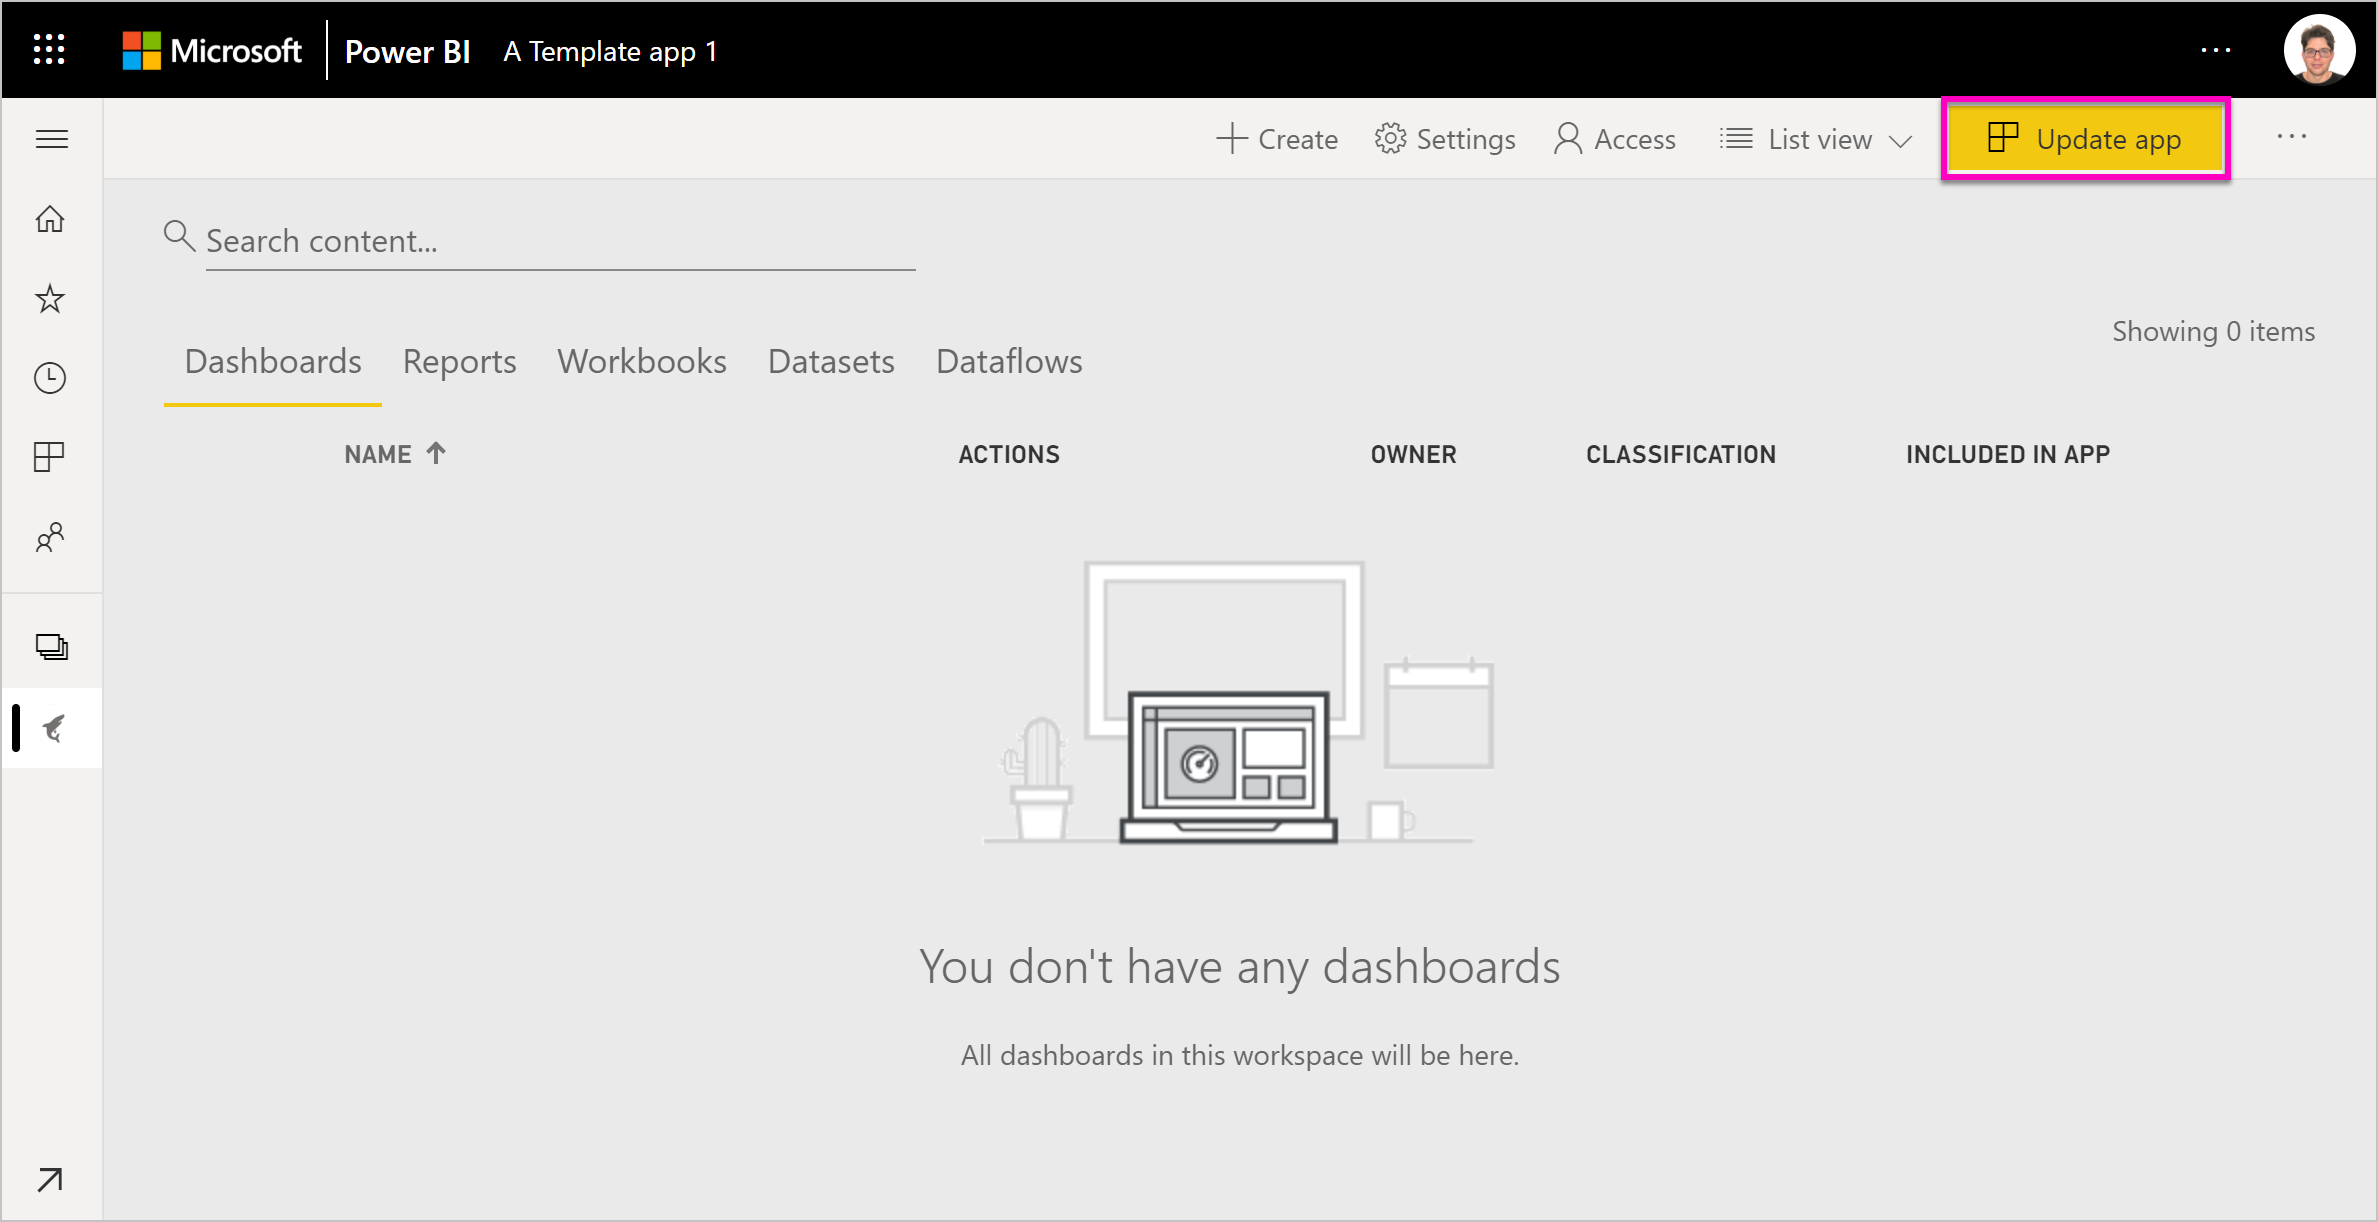 Microsoft Power BI A Template app 1
Create Settings Access List view Update app
Search content...
Showing 0 items
Dashboards Reports Workbooks Datasets Dataflows
NAME ACTIONS OWNER CLASSIFICATION INCLUDED IN APP
You don't have any dashboards
All dashboards in this workspace will be here.